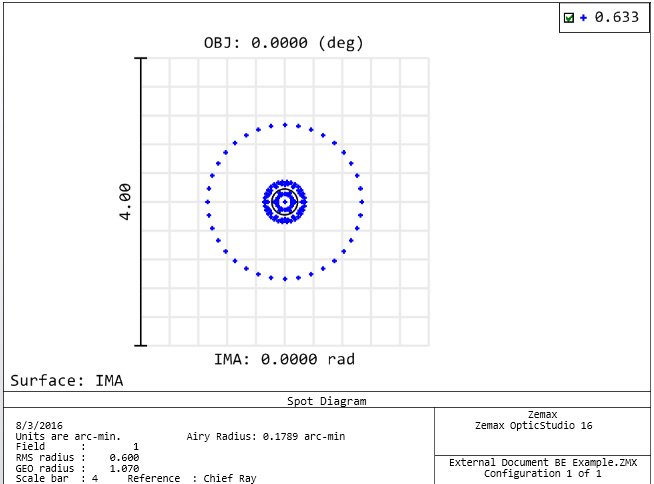 0.633
OBJ: 0.0000 (deg)
4.00
IMA: 0.0000 rad
Surface: IMA
Spot Diagram
8/3/2016
Units are arc-min. Airy Radius: 0.1789 arc-min
Field : 1
RMS radius : 0.600
GEO radius : 1.070
Scale bar : 4 Reference : Chief Ray
Zemax
Zemax OpticStudio 16
External Document BE Example.ZMX
Configuration 1 of 1